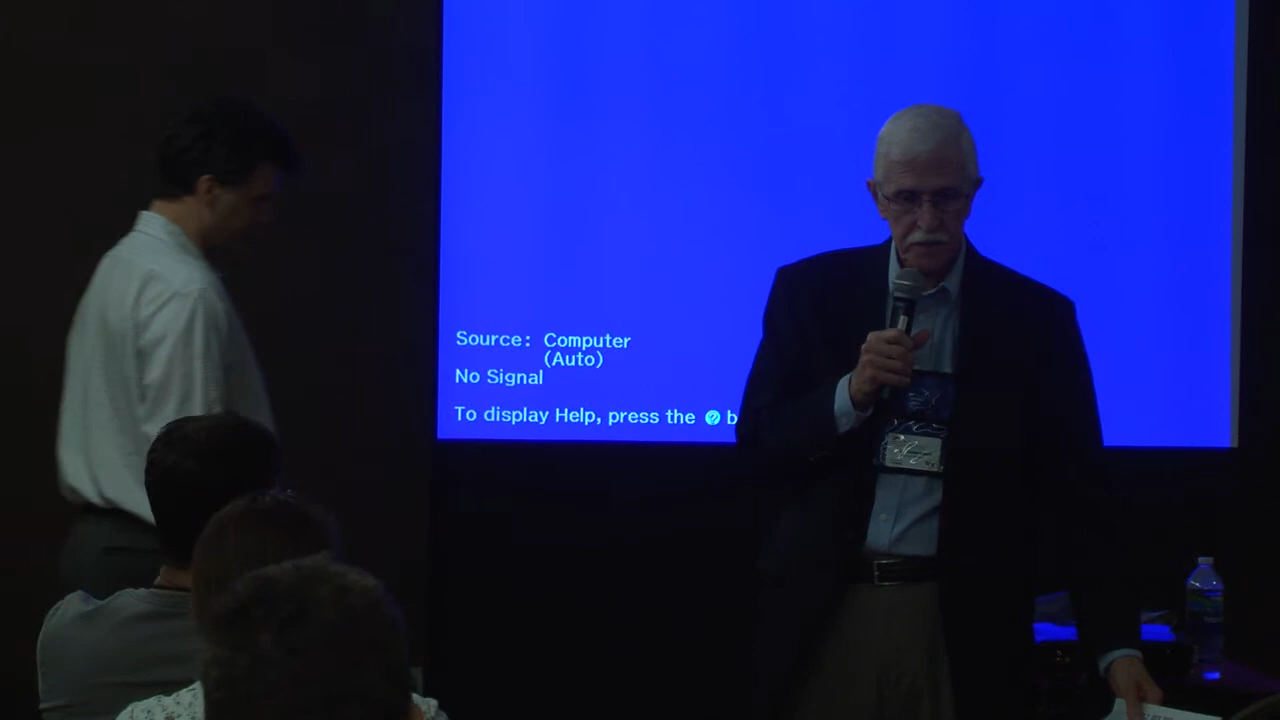 Source: Computer
(Auto)
No Signal
To display Help, press the ? b